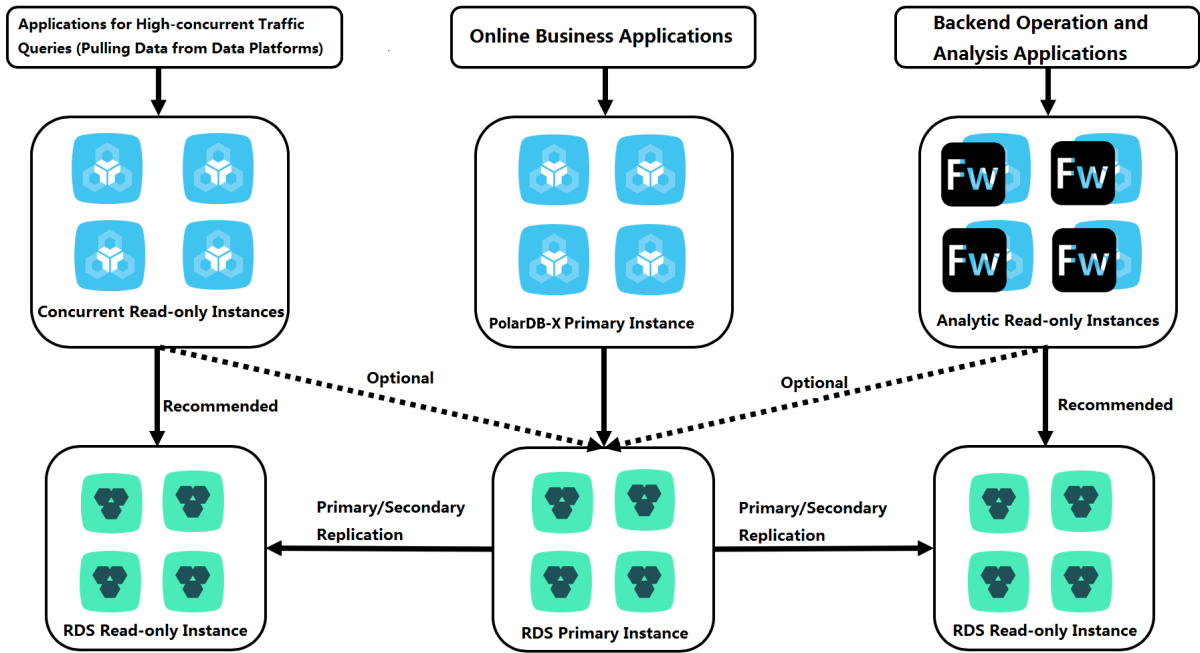 Applications for High-concurrent Traffic
Queries (Pulling Data from Data Platforms)
Online Business Applications
Backend Operation and
Analysis Applications
Fw
Fw
Fw
Fw
Concurrent Read-only Instances
PolarDB-X Primary Instance
Analytic Read-only Instances
Optional
Optional
Recommended
Recommended
Primary/Secondary
Replication
Primary/Secondary
Replication
RDS Read-only Instance
RDS Primary Instance
RDS Read-only Instance